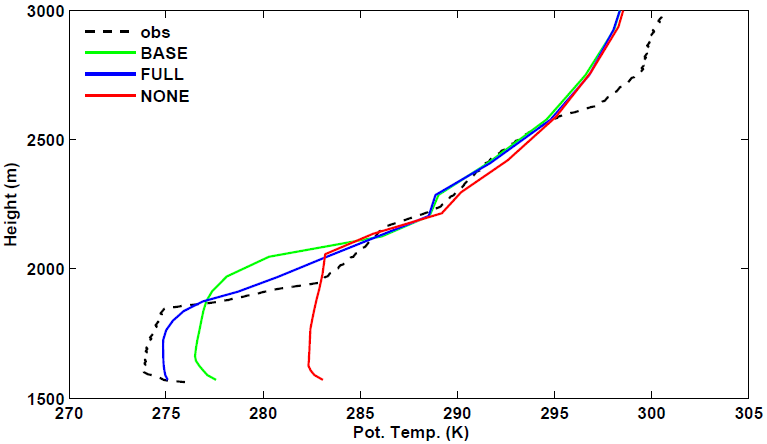 3000
obs
BASE
FULL
NONE
2500
Height (m)
2000
1500
270 275 280 285 290 295 300 305
Pot. Temp. (K)